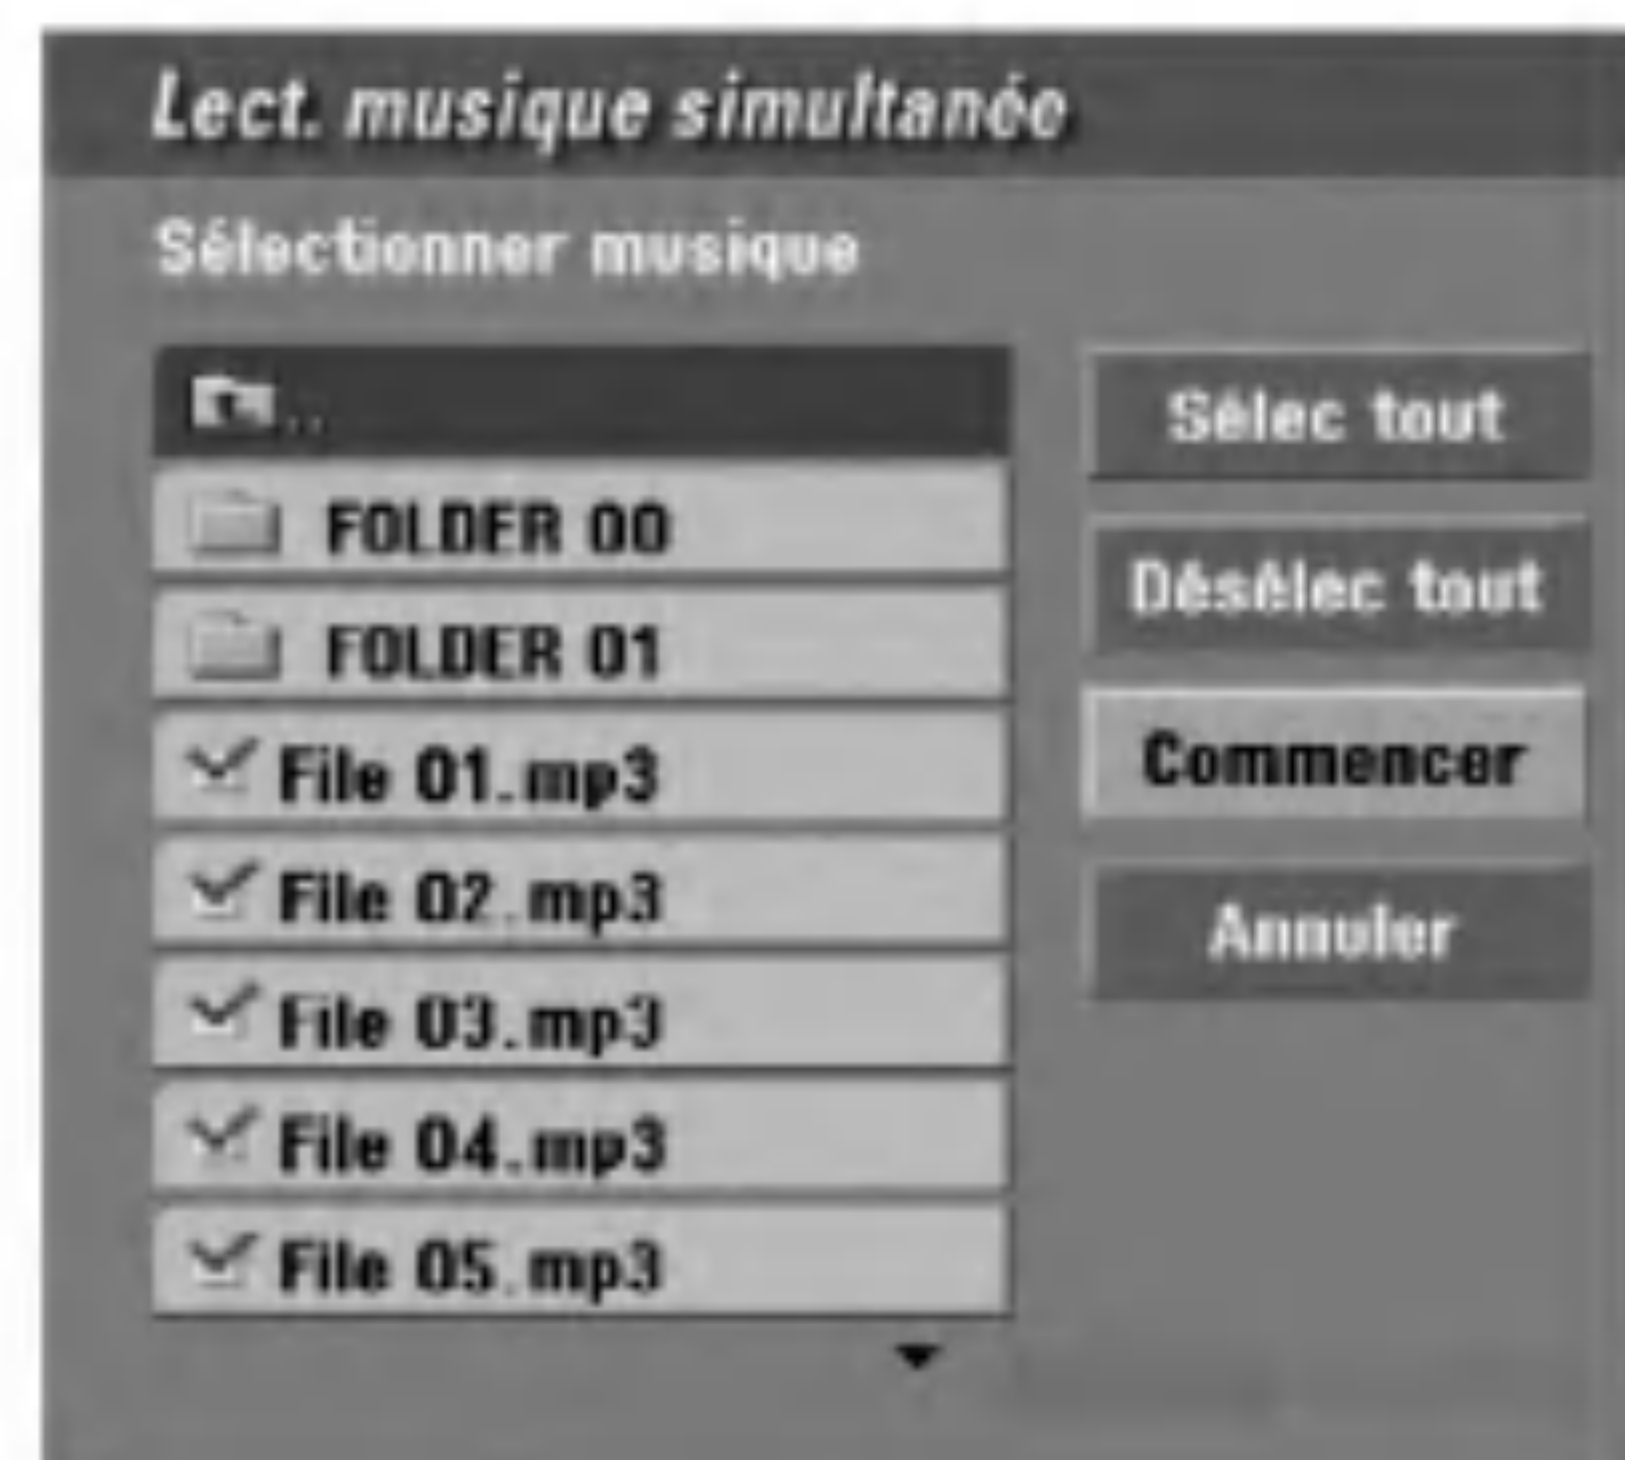 Lect. musique simultanée
Sélectionner musique
..
FOLDER 00
FOLDER 01
File 01.mp3
File 02.mp3
File 03.mp3
File 04.mp3
File 05.mp3
Sélec tout
Désélec tout
Commencer
Annuler